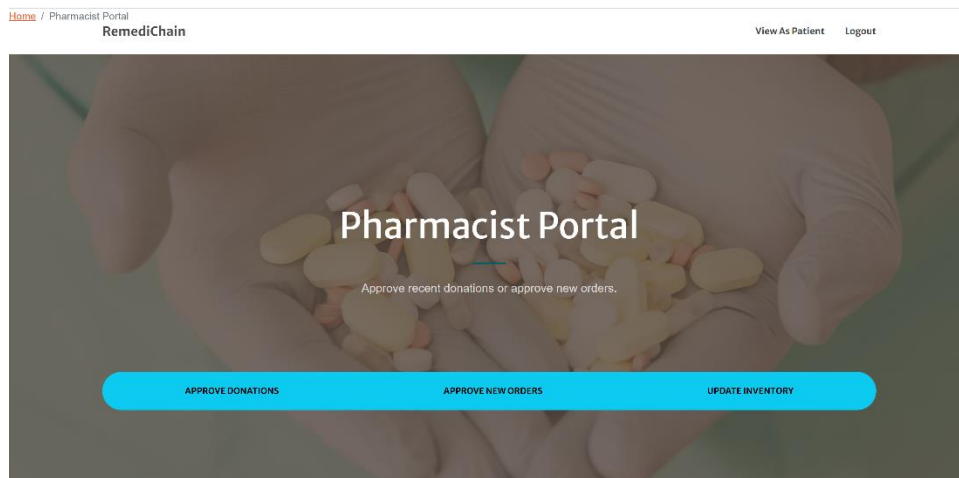 Home / Pharmacist Portal
RemediChain
View As Patient Logout
Pharmacist Portal
Approve recent donations or approve new orders.
APPROVE DONATIONS APPROVE NEW ORDERS UPDATE INVENTORY